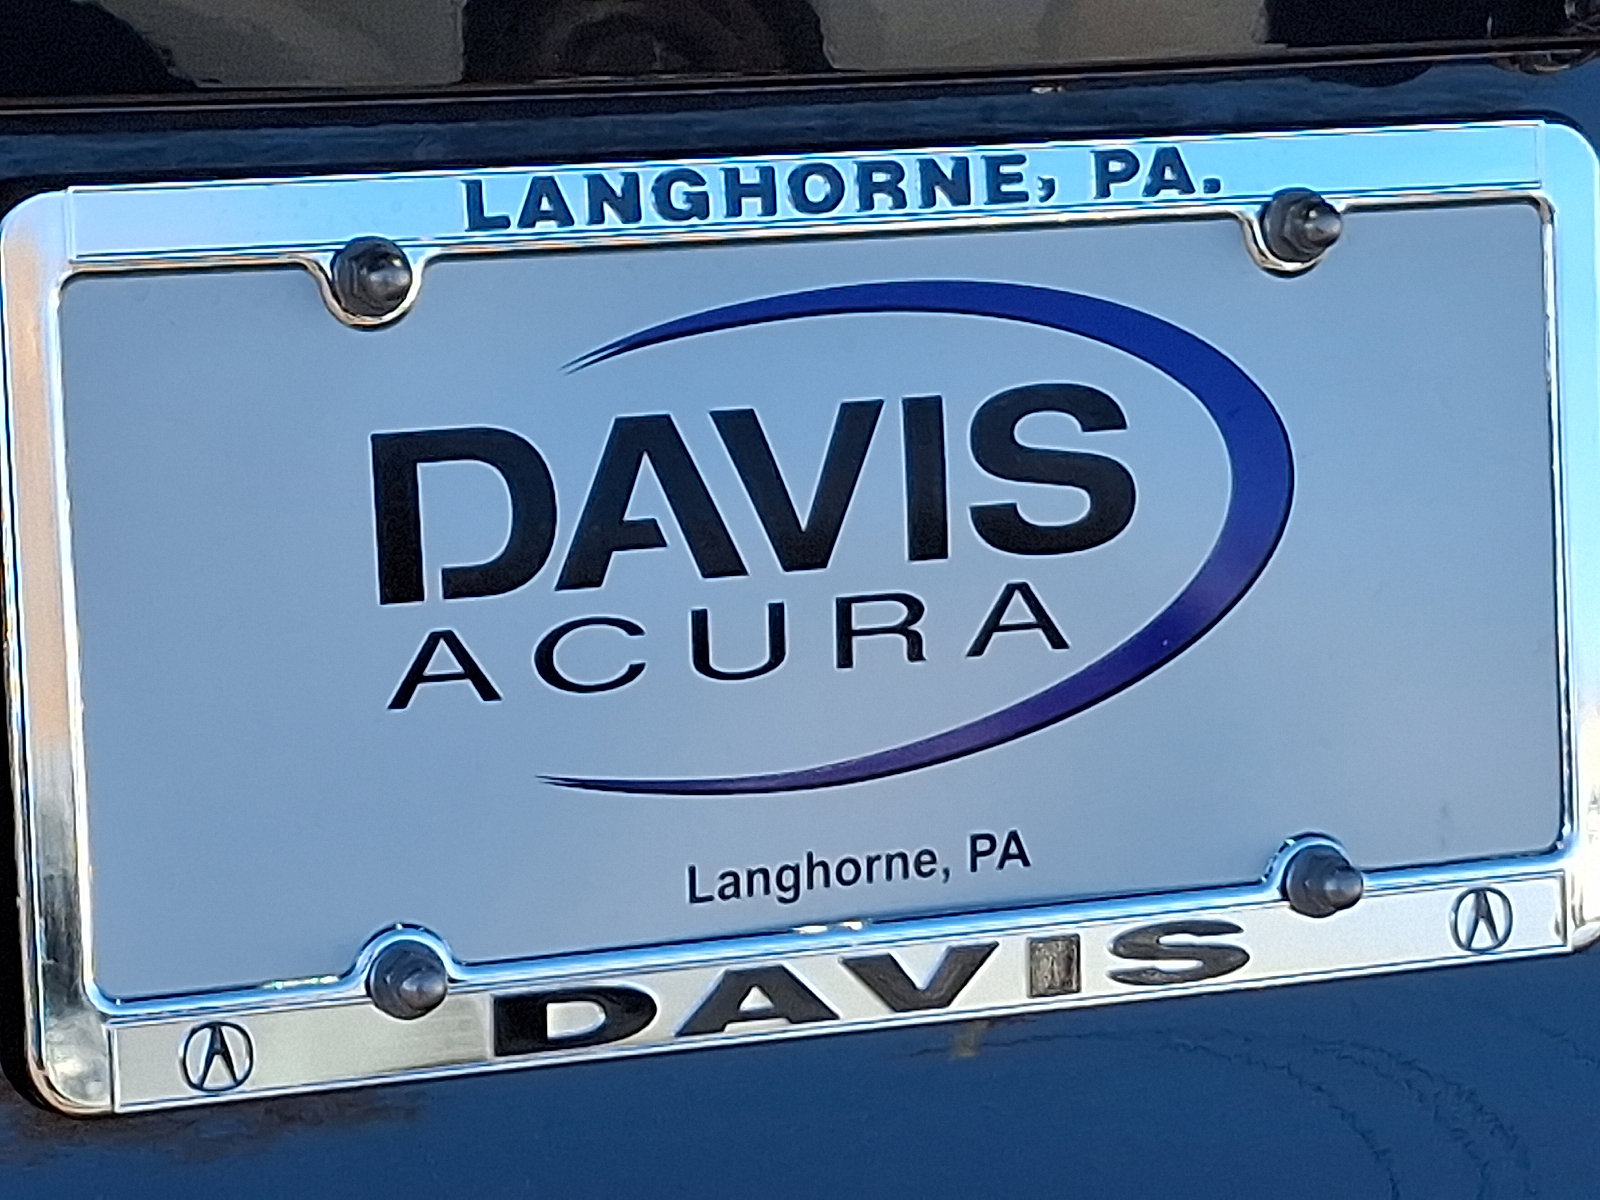 LANGHORNE, PA.
DAVIS
ACURA
Langhorne, PA
DAVIS